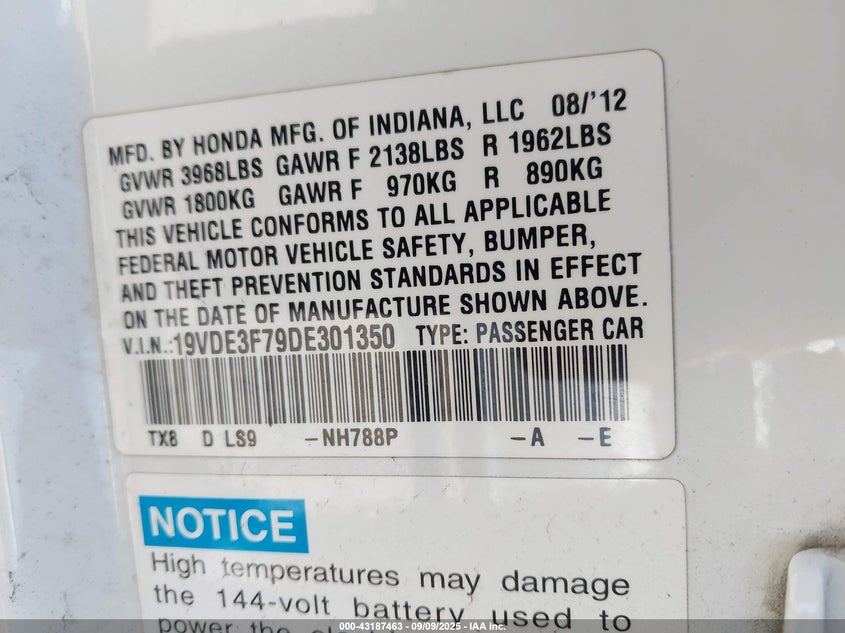 MFD. BY HONDA MFG. OF INDIANA, LLC 08/'12
GVWR 3968LBS GAWR F 2138LBS R 1962LBS
GVWR 1800KG GAWR F 970KG R 890KG
THIS VEHICLE CONFORMS TO ALL APPLICABLE
FEDERAL MOTOR VEHICLE SAFETY, BUMPER,
AND THEFT PREVENTION STANDARDS IN EFFECT
ON THE DATE OF MANUFACTURE SHOWN ABOVE.
V.I.N.:19VDE3F79DE301350 TYPE: PASSENGER CAR
TX8 D LS9 -NH788P -A -E
NOTICE
High temperatures may damage
the 144-volt battery used to
power the
000-43187463 - 09/09/2025 - IAA Inc.